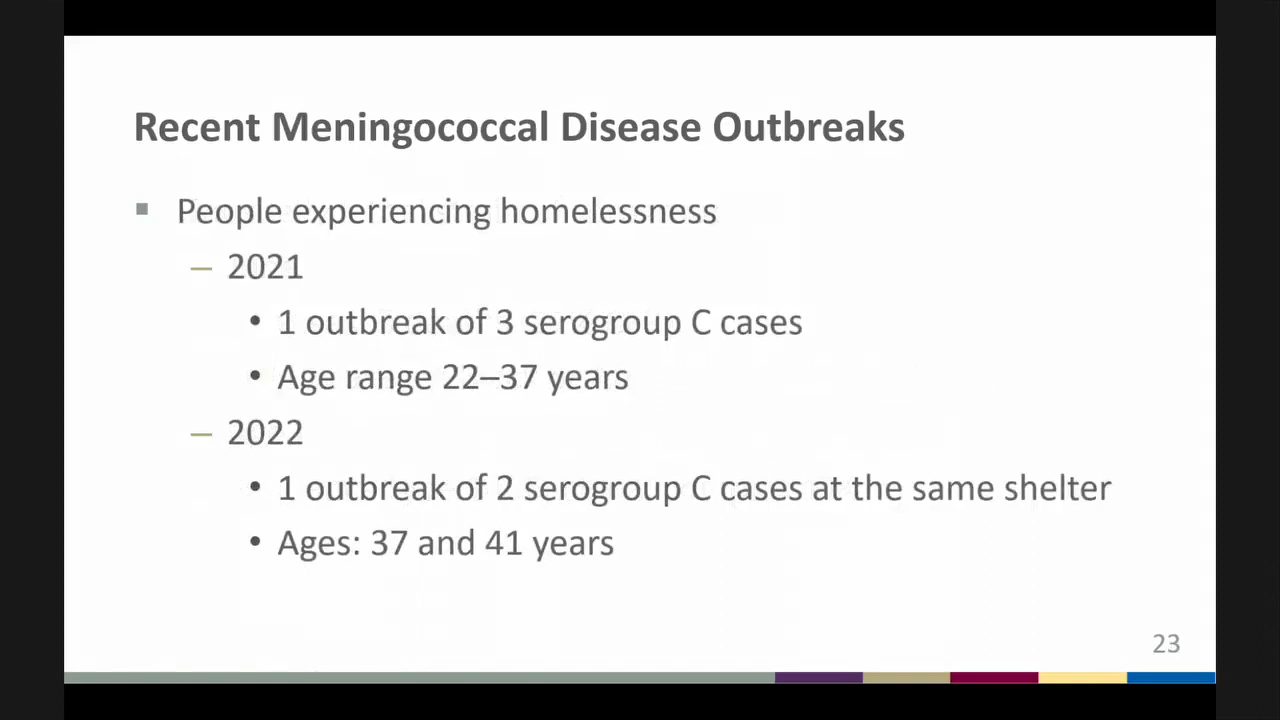 Recent Meningococcal Disease Outbreaks
▪ People experiencing homelessness
– 2021
• 1 outbreak of 3 serogroup C cases
• Age range 22–37 years
– 2022
• 1 outbreak of 2 serogroup C cases at the same shelter
• Ages: 37 and 41 years
23